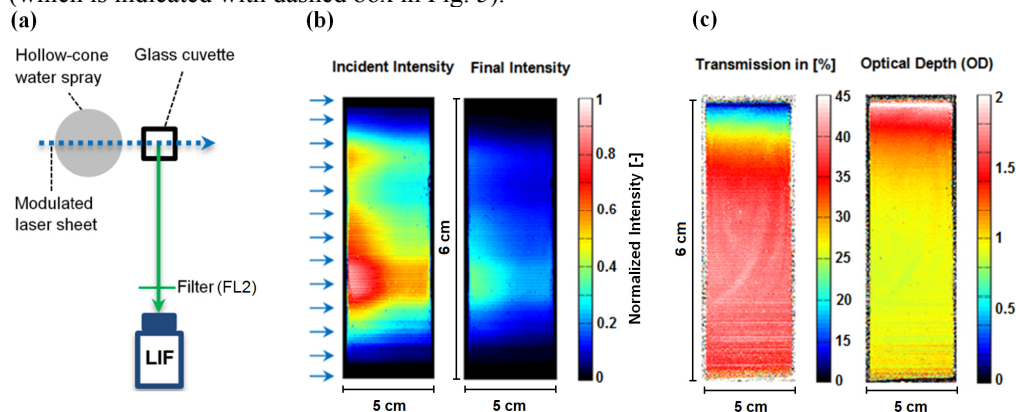 (which is indicated with dashed box in Fig. 5).
(a)
Hollow-cone
water spray
Glass cuvette
Modulated
laser sheet
Filter (FL2)
LIF
(b)
Incident Intensity
Final Intensity
6 cm
5 cm
5 cm
1
0.8
0.6
0.4
0.2
0
Normalized Intensity [-]
(c)
Transmission in [%]
Optical Depth (OD)
6 cm
5 cm
5 cm
45
40
35
30
25
20
15
10
5
0
2
1.5
1
0.5
0